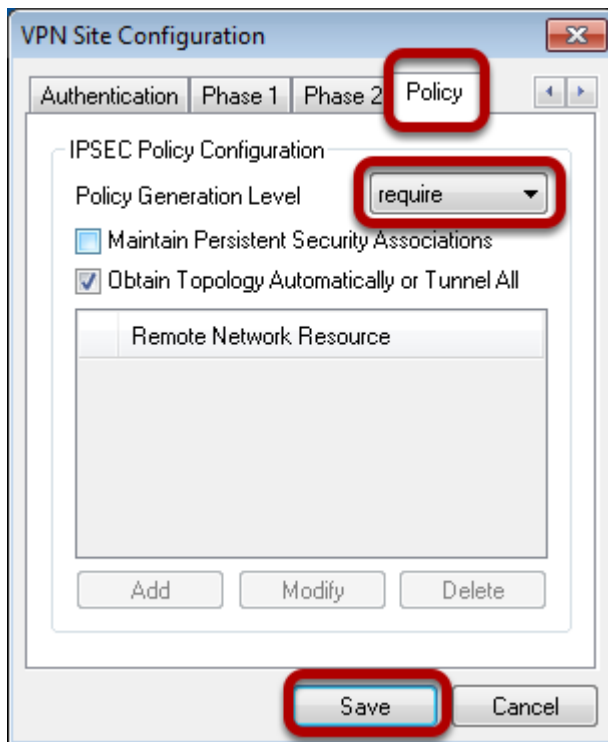 VPN Site Configuration
Authentication Phase 1 Phase 2 Policy
IPSEC Policy Configuration
Policy Generation Level require
Maintain Persistent Security Associations
Obtain Topology Automatically or Tunnel All
Remote Network Resource
Add Modify Delete
Save Cancel